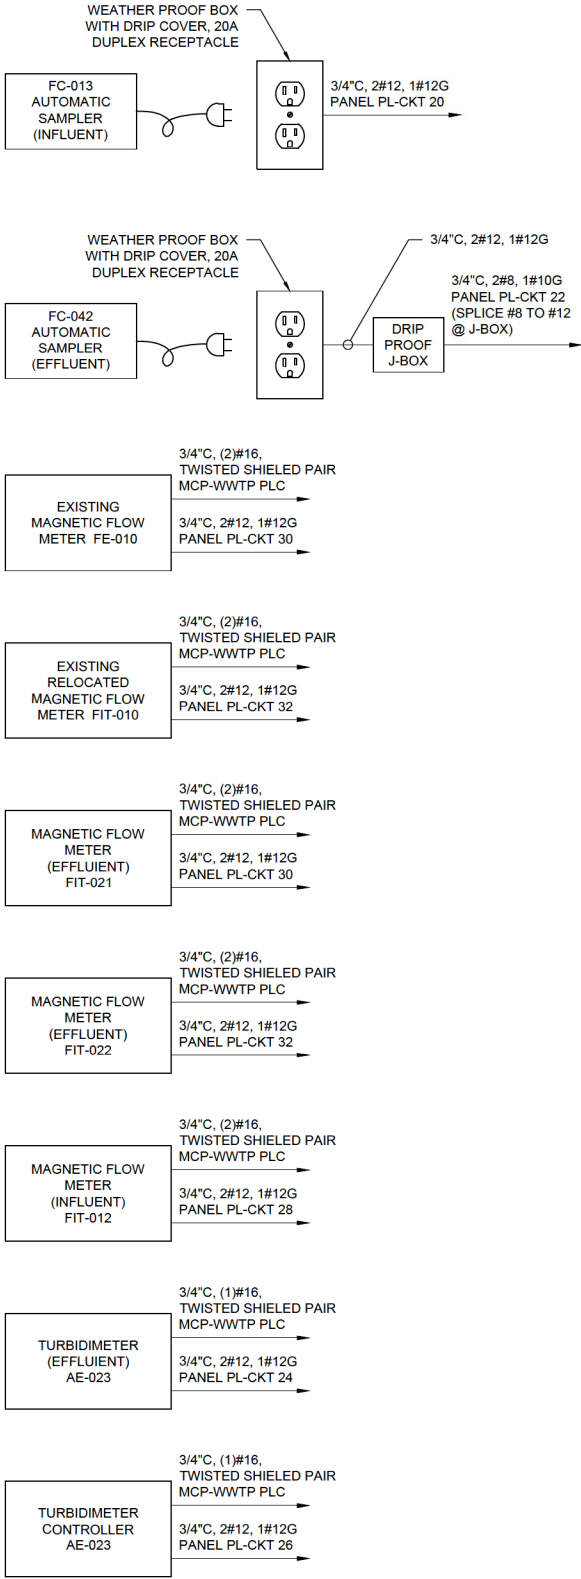 WEATHER PROOF BOX
WITH DRIP COVER, 20A
DUPLEX RECEPTACLE
FC-013
AUTOMATIC
SAMPLER
(INFLUENT)
3/4"C, 2#12, 1#12G
PANEL PL-CKT 20
WEATHER PROOF BOX
WITH DRIP COVER, 20A
DUPLEX RECEPTACLE
3/4"C, 2#12, 1#12G
FC-042
AUTOMATIC
SAMPLER
(EFFLUENT)
DRIP
PROOF
J-BOX
3/4"C, 2#8, 1#10G
PANEL PL-CKT 22
(SPLICE #8 TO #12
@ J-BOX)
EXISTING
MAGNETIC FLOW
METER FE-010
3/4"C, (2)#16,
TWISTED SHIELED PAIR
MCP-WWTP PLC
3/4"C, 2#12, 1#12G
PANEL PL-CKT 30
EXISTING
RELOCATED
MAGNETIC FLOW
METER FIT-010
3/4"C, (2)#16,
TWISTED SHIELED PAIR
MCP-WWTP PLC
3/4"C, 2#12, 1#12G
PANEL PL-CKT 32
MAGNETIC FLOW
METER
(EFFLUIENT)
FIT-021
3/4"C, (2)#16,
TWISTED SHIELED PAIR
MCP-WWTP PLC
3/4"C, 2#12, 1#12G
PANEL PL-CKT 30
MAGNETIC FLOW
METER
(EFFLUENT)
FIT-022
3/4"C, (2)#16,
TWISTED SHIELED PAIR
MCP-WWTP PLC
3/4"C, 2#12, 1#12G
PANEL PL-CKT 32
MAGNETIC FLOW
METER
(INFLUENT)
FIT-012
3/4"C, (2)#16,
TWISTED SHIELED PAIR
MCP-WWTP PLC
3/4"C, 2#12, 1#12G
PANEL PL-CKT 28
TURBIDIMETER
(EFFLUIENT)
AE-023
3/4"C, (1)#16,
TWISTED SHIELED PAIR
MCP-WWTP PLC
3/4"C, 2#12, 1#12G
PANEL PL-CKT 24
TURBIDIMETER
CONTROLLER
AE-023
3/4"C, (1)#16,
TWISTED SHIELED PAIR
MCP-WWTP PLC
3/4"C, 2#12, 1#12G
PANEL PL-CKT 26